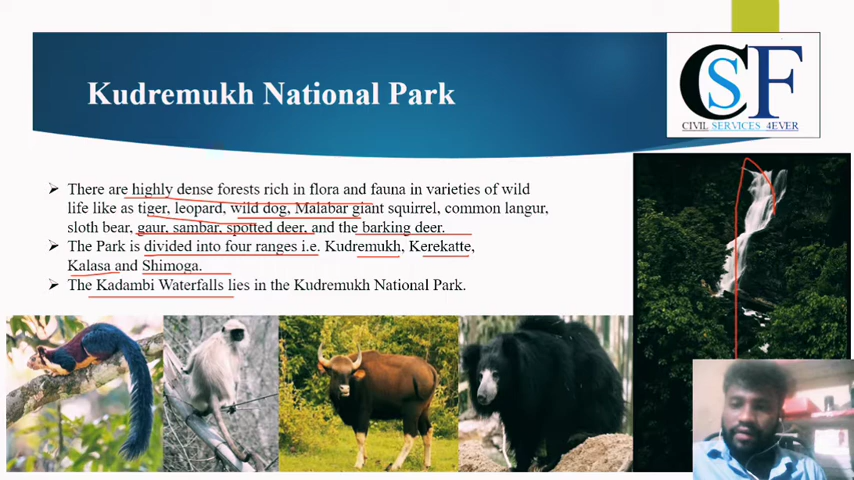 Kudremukh National Park
CSF
CIVIL SERVICES 4EVER
➢ There are highly dense forests rich in flora and fauna in varieties of wild
life like as tiger, leopard, wild dog, Malabar giant squirrel, common langur,
sloth bear, gaur, sambar, spotted deer, and the barking deer.
➢ The Park is divided into four ranges i.e. Kudremukh, Kerekatte,
Kalasa and Shimoga.
➢ The Kadambi Waterfalls lies in the Kudremukh National Park.